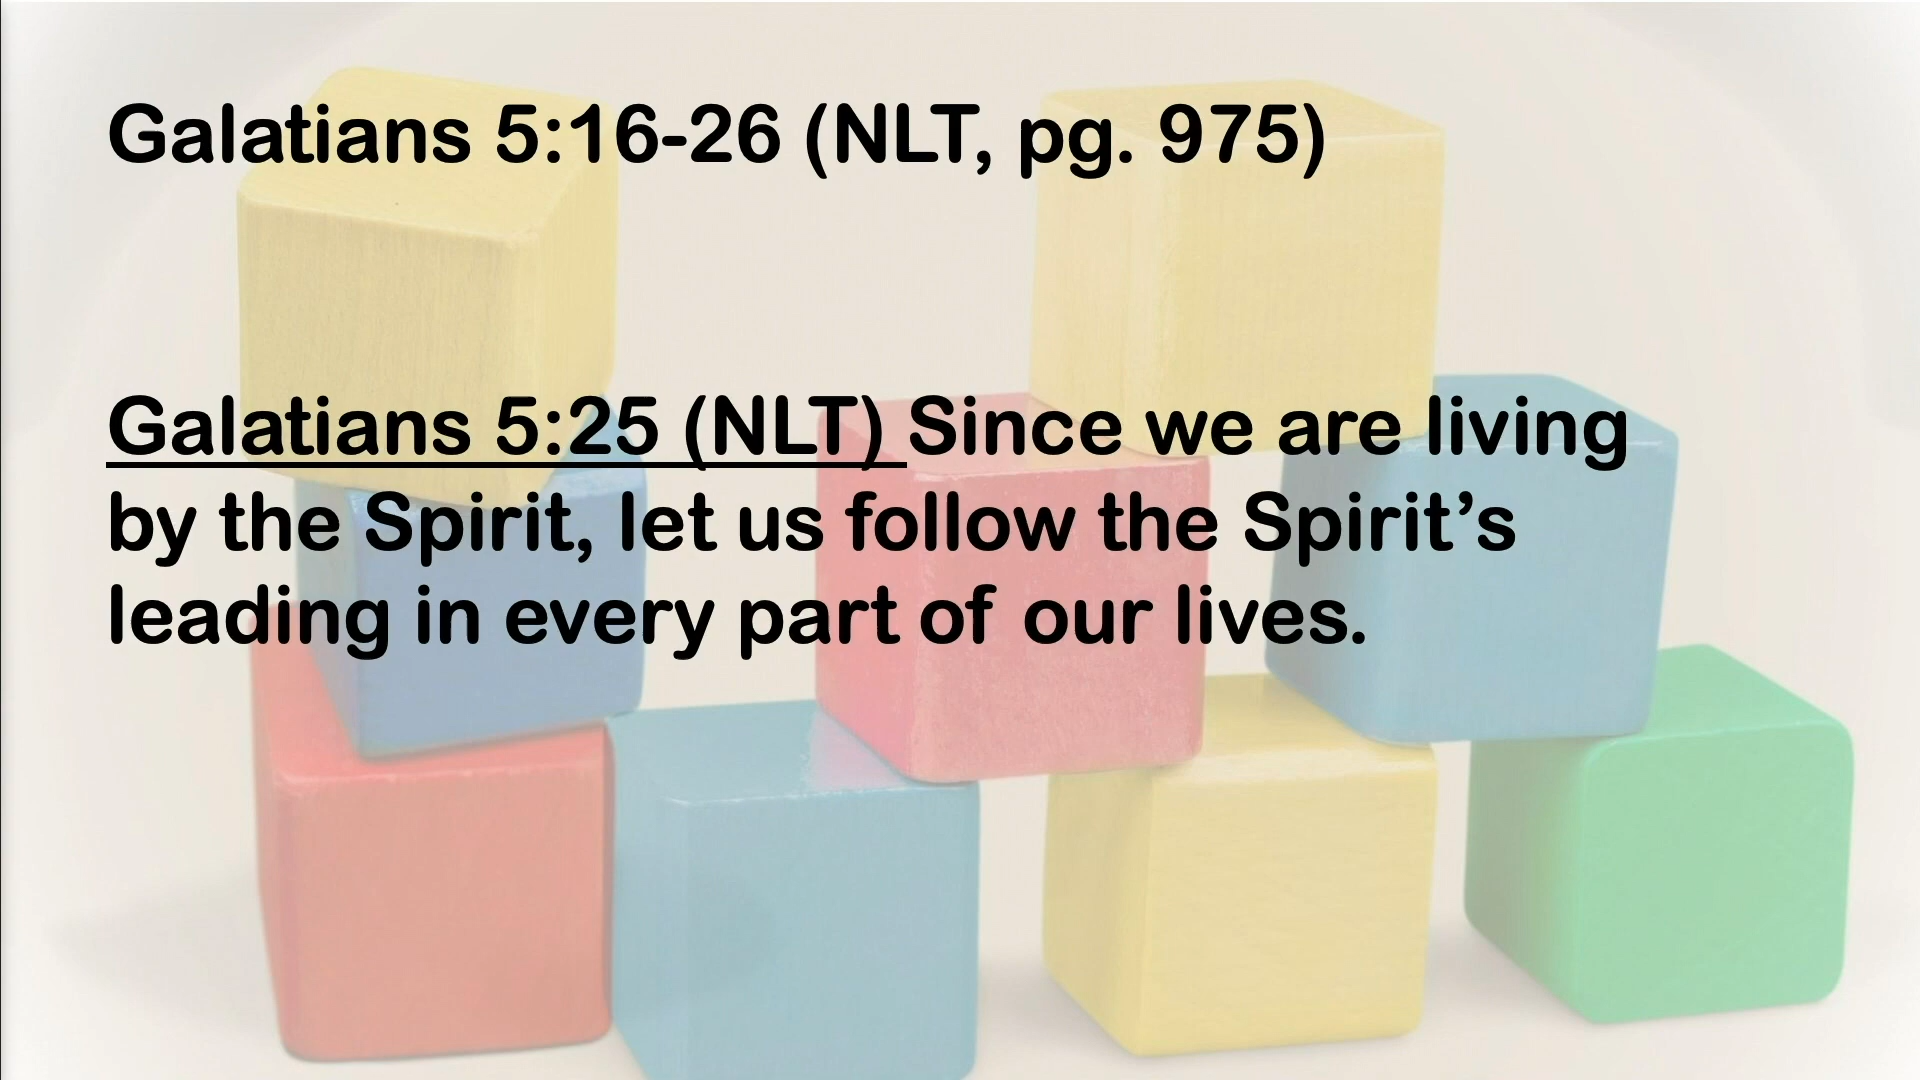 Galatians 5:16-26 (NLT, pg. 975)
Galatians 5:25 (NLT) Since we are living
by the Spirit, let us follow the Spirit’s
leading in every part of our lives.